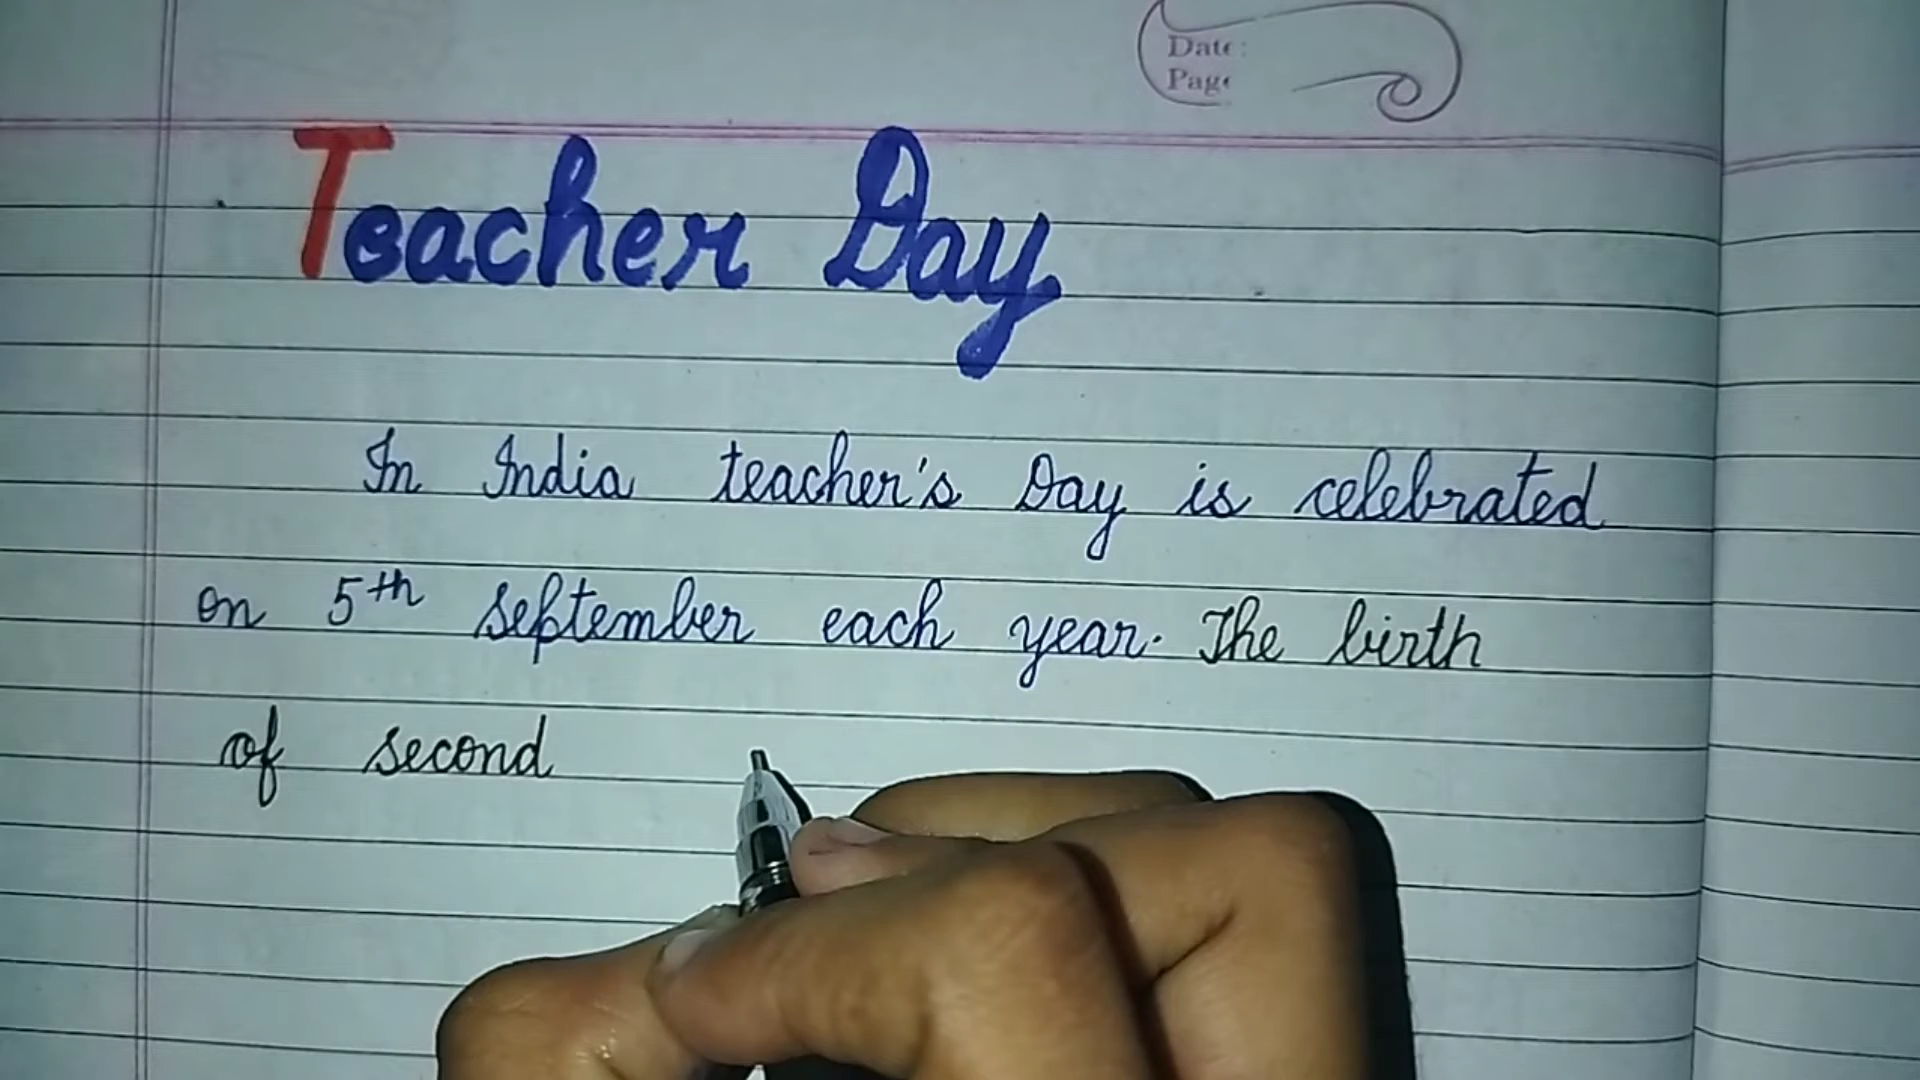 Date:
Page
Teacher Day
In India teacher's Day is celebrated
on 5th September each year. The birth
of second